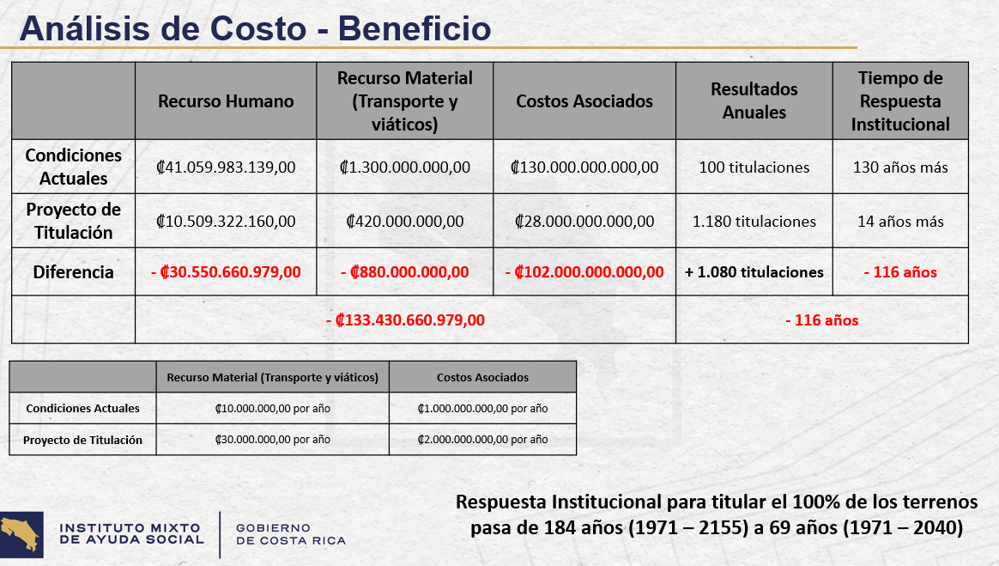 Análisis de Costo - Beneficio
Recurso Humano
Recurso Material
(Transporte y
viáticos)
Costos Asociados
Resultados
Anuales
Tiempo de
Respuesta
Institucional
Condiciones
Actuales
₡41.059.983.139,00
₡1.300.000.000,00
₡130.000.000.000,00
100 titulaciones
130 años más
Proyecto de
Titulación
₡10.509.322.160,00
₡420.000.000,00
₡28.000.000.000,00
1.180 titulaciones
14 años más
Diferencia
- ₡30.550.660.979,00
- ₡880.000.000,00
- ₡102.000.000.000,00
+ 1.080 titulaciones
- 116 años
- ₡133.430.660.979,00
- 116 años
Recurso Material (Transporte y viáticos)
Costos Asociados
Condiciones Actuales
₡10.000.000,00 por año
₡1.000.000.000,00 por año
Proyecto de Titulación
₡30.000.000,00 por año
₡2.000.000.000,00 por año
Respuesta Institucional para titular el 100% de los terrenos
pasa de 184 años (1971 – 2155) a 69 años (1971 – 2040)
INSTITUTO MIXTO
DE AYUDA SOCIAL
GOBIERNO
DE COSTA RICA